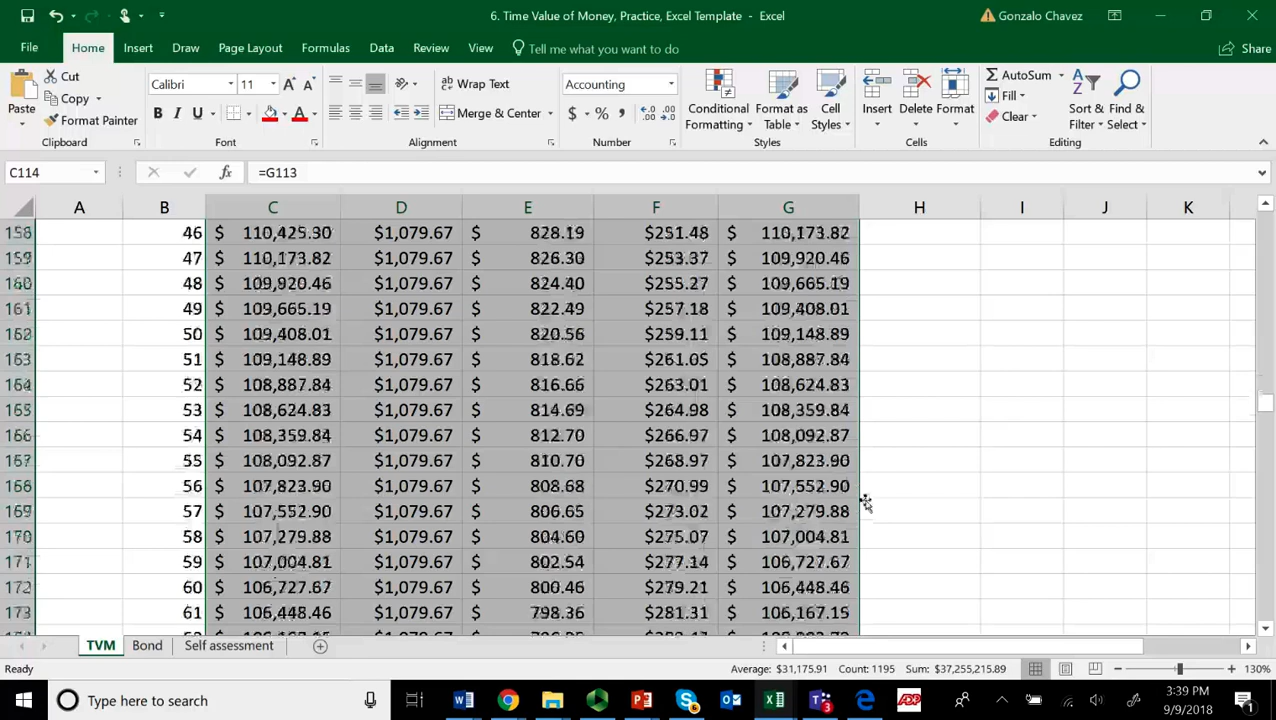 6. Time Value of Money, Practice, Excel Template - Excel
Gonzalo Chavez
File Home Insert Draw Page Layout Formulas Data Review View Tell me what you want to do Share
Paste Cut Copy Format Painter
Calibri 11
Wrap Text
Merge & Center
Accounting
Conditional Formatting
Format as Table
Cell Styles
Insert Delete Format
AutoSum Fill Clear
Sort & Filter
Find & Select
Clipboard Font Alignment Number Styles Cells Editing
C114 fx =G113
A B C D E F G H I J K
158 46 $ 110,425.30 $1,079.67 $ 828.19 $251.48 $ 110,173.82
159 47 $ 110,173.82 $1,079.67 $ 826.30 $253.37 $ 109,920.46
48 $ 109,920.46 $1,079.67 $ 824.40 $255.27 $ 109,665.19
161 49 $ 109,665.19 $1,079.67 $ 822.49 $257.18 $ 109,408.01
162 50 $ 109,408.01 $1,079.67 $ 820.56 $259.11 $ 109,148.89
163 51 $ 109,148.89 $1,079.67 $ 818.62 $261.05 $ 108,887.84
164 52 $ 108,887.84 $1,079.67 $ 816.66 $263.01 $ 108,624.83
165 53 $ 108,624.83 $1,079.67 $ 814.69 $264.98 $ 108,359.84
166 54 $ 108,359.84 $1,079.67 $ 812.70 $266.97 $ 108,092.87
55 $ 108,092.87 $1,079.67 $ 810.70 $268.97 $ 107,823.90
56 $ 107,823.90 $1,079.67 $ 808.68 $270.99 $ 107,552.90
169 57 $ 107,552.90 $1,079.67 $ 806.65 $273.02 $ 107,279.88
170 58 $ 107,279.88 $1,079.67 $ 804.60 $275.07 $ 107,004.81
171 59 $ 107,004.81 $1,079.67 $ 802.54 $277.14 $ 106,727.67
172 60 $ 106,727.67 $1,079.67 $ 800.46 $279.21 $ 106,448.46
173 61 $ 106,448.46 $1,079.67 $ 798.36 $281.31 $ 106,167.15
TVM Bond Self assessment
Ready Average: $31,175.91 Count: 1195 Sum: $37,255,215.89 130%
Type here to search
3:39 PM
9/9/2018